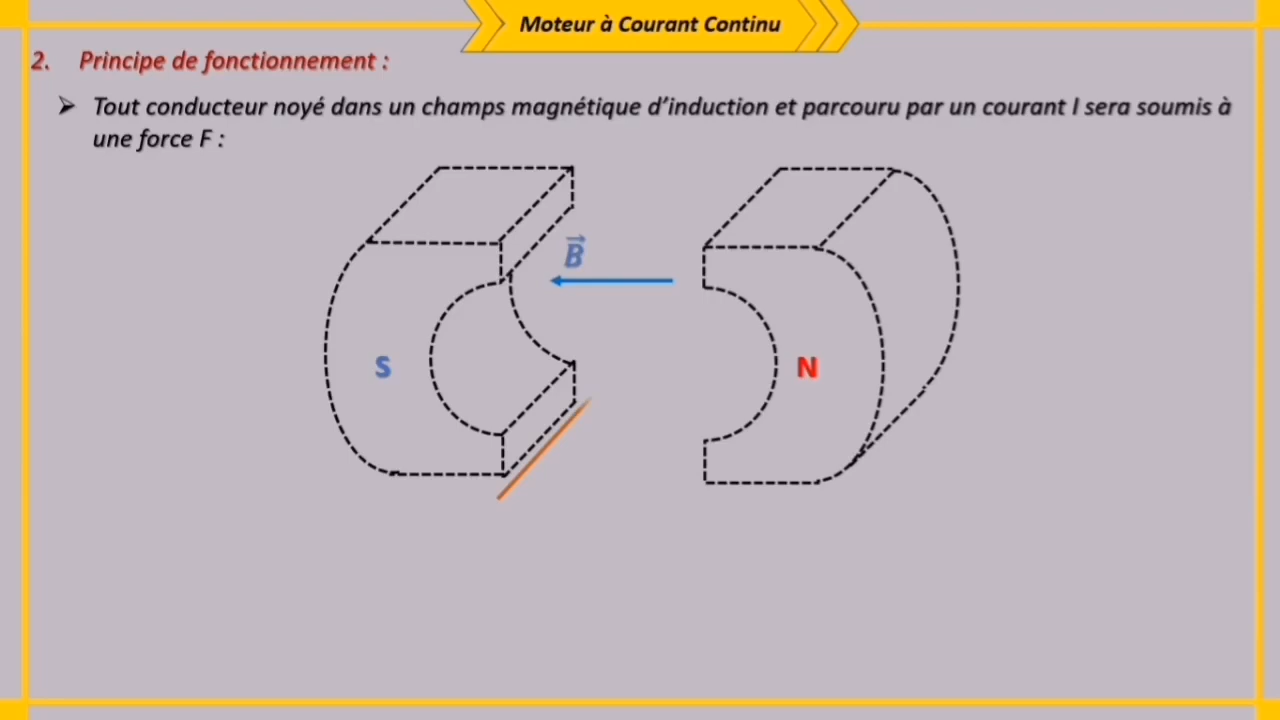 Moteur à Courant Continu
2. Principe de fonctionnement :
➤ Tout conducteur noyé dans un champs magnétique d’induction et parcouru par un courant I sera soumis à
une force F :
B⃗
S
N